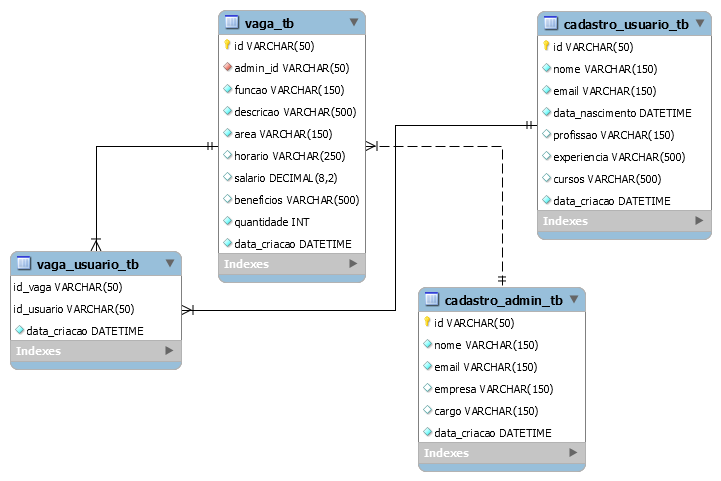 vaga_tb
id VARCHAR(50)
admin_id VARCHAR(50)
funcao VARCHAR(150)
descricao VARCHAR(500)
area VARCHAR(150)
horario VARCHAR(250)
salario DECIMAL(8,2)
beneficios VARCHAR(500)
quantidade INT
data_criacao DATETIME
Indexes
cadastro_usuario_tb
id VARCHAR(50)
nome VARCHAR(150)
email VARCHAR(150)
data_nascimento DATETIME
profissao VARCHAR(150)
experiencia VARCHAR(500)
cursos VARCHAR(500)
data_criacao DATETIME
Indexes
vaga_usuario_tb
id_vaga VARCHAR(50)
id_usuario VARCHAR(50)
data_criacao DATETIME
Indexes
cadastro_admin_tb
id VARCHAR(50)
nome VARCHAR(150)
email VARCHAR(150)
empresa VARCHAR(150)
cargo VARCHAR(150)
data_criacao DATETIME
Indexes